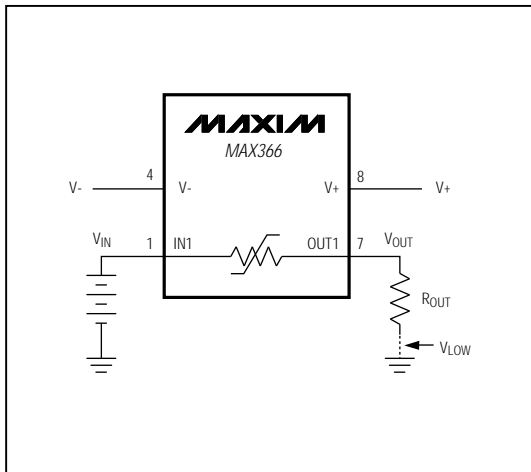 MAXIM
MAX366
4 8
V- V- V+ V+
VIN 1 IN1 OUT1 7 VOUT
ROUT
VLOW